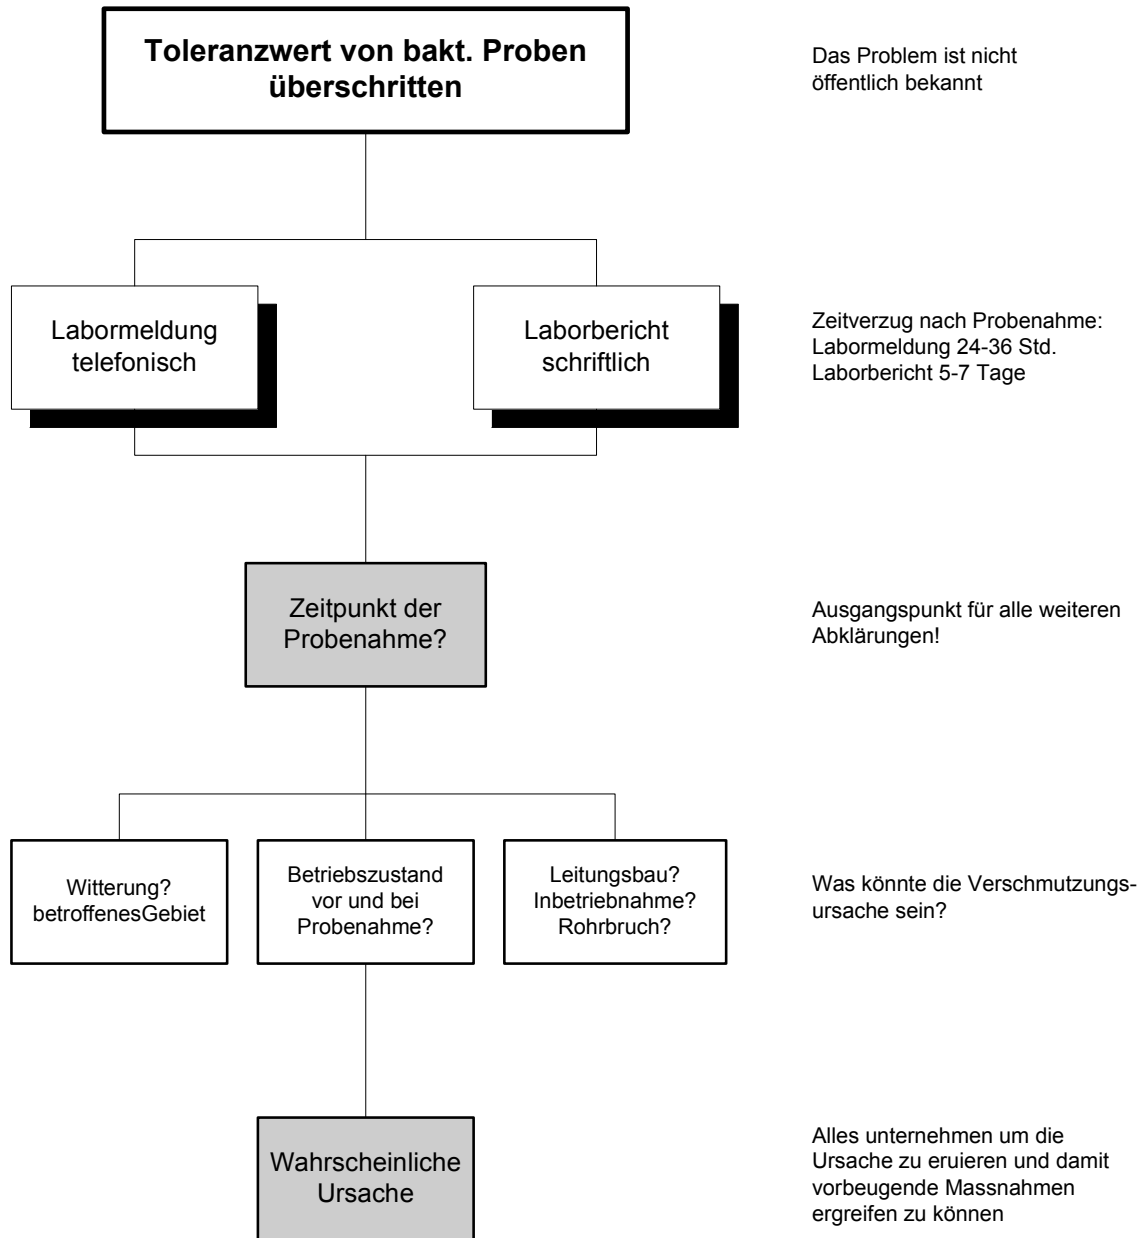 Toleranzwert von bakt. Proben
überschritten
Das Problem ist nicht
öffentlich bekannt
Labormeldung
telefonisch
Laborbericht
schriftlich
Zeitverzug nach Probenahme:
Labormeldung 24-36 Std.
Laborbericht 5-7 Tage
Zeitpunkt der
Probenahme?
Ausgangspunkt für alle weiteren
Abklärungen!
Witterung?
betroffenesGebiet
Betriebszustand
vor und bei
Probenahme?
Leitungsbau?
Inbetriebnahme?
Rohrbruch?
Was könnte die Verschmutzungs-
ursache sein?
Wahrscheinliche
Ursache
Alles unternehmen um die
Ursache zu eruieren und damit
vorbeugende Massnahmen
ergreifen zu können